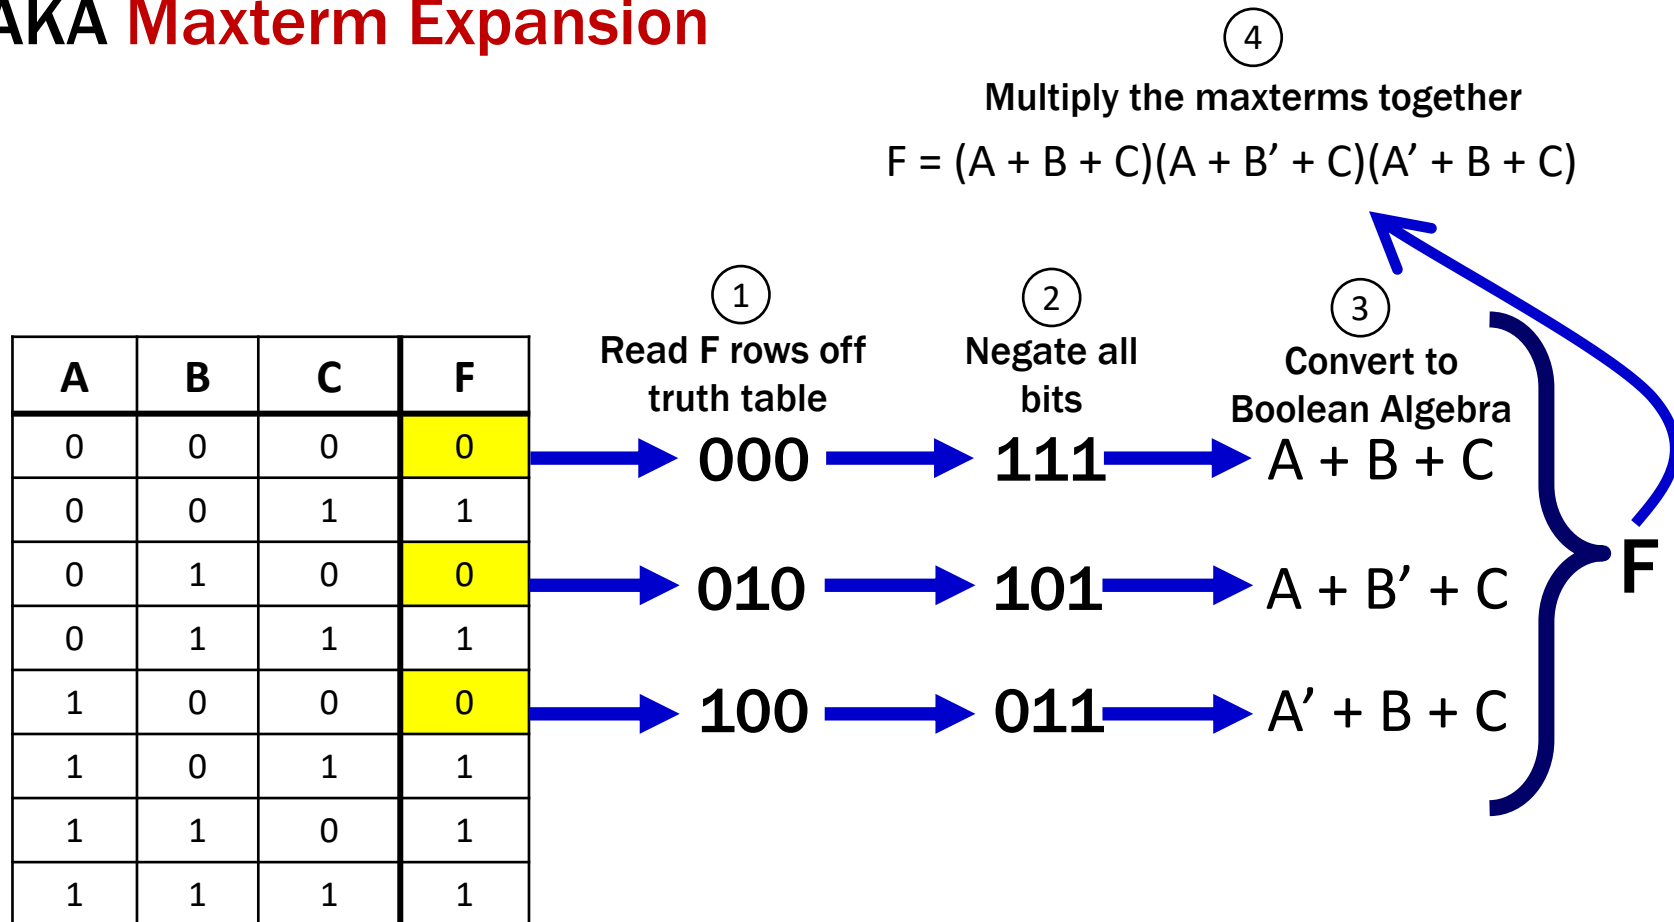 AKA Maxterm Expansion
4
Multiply the maxterms together
F = (A + B + C)(A + B′ + C)(A′ + B + C)
1
Read F rows off
truth table
2
Negate all
bits
3
Convert to
Boolean Algebra
A B C F
0 0 0 0
000 111 A + B + C
0 0 1 1
0 1 0 0
010 101 A + B′ + C
F
0 1 1 1
1 0 0 0
100 011 A′ + B + C
1 0 1 1
1 1 0 1
1 1 1 1